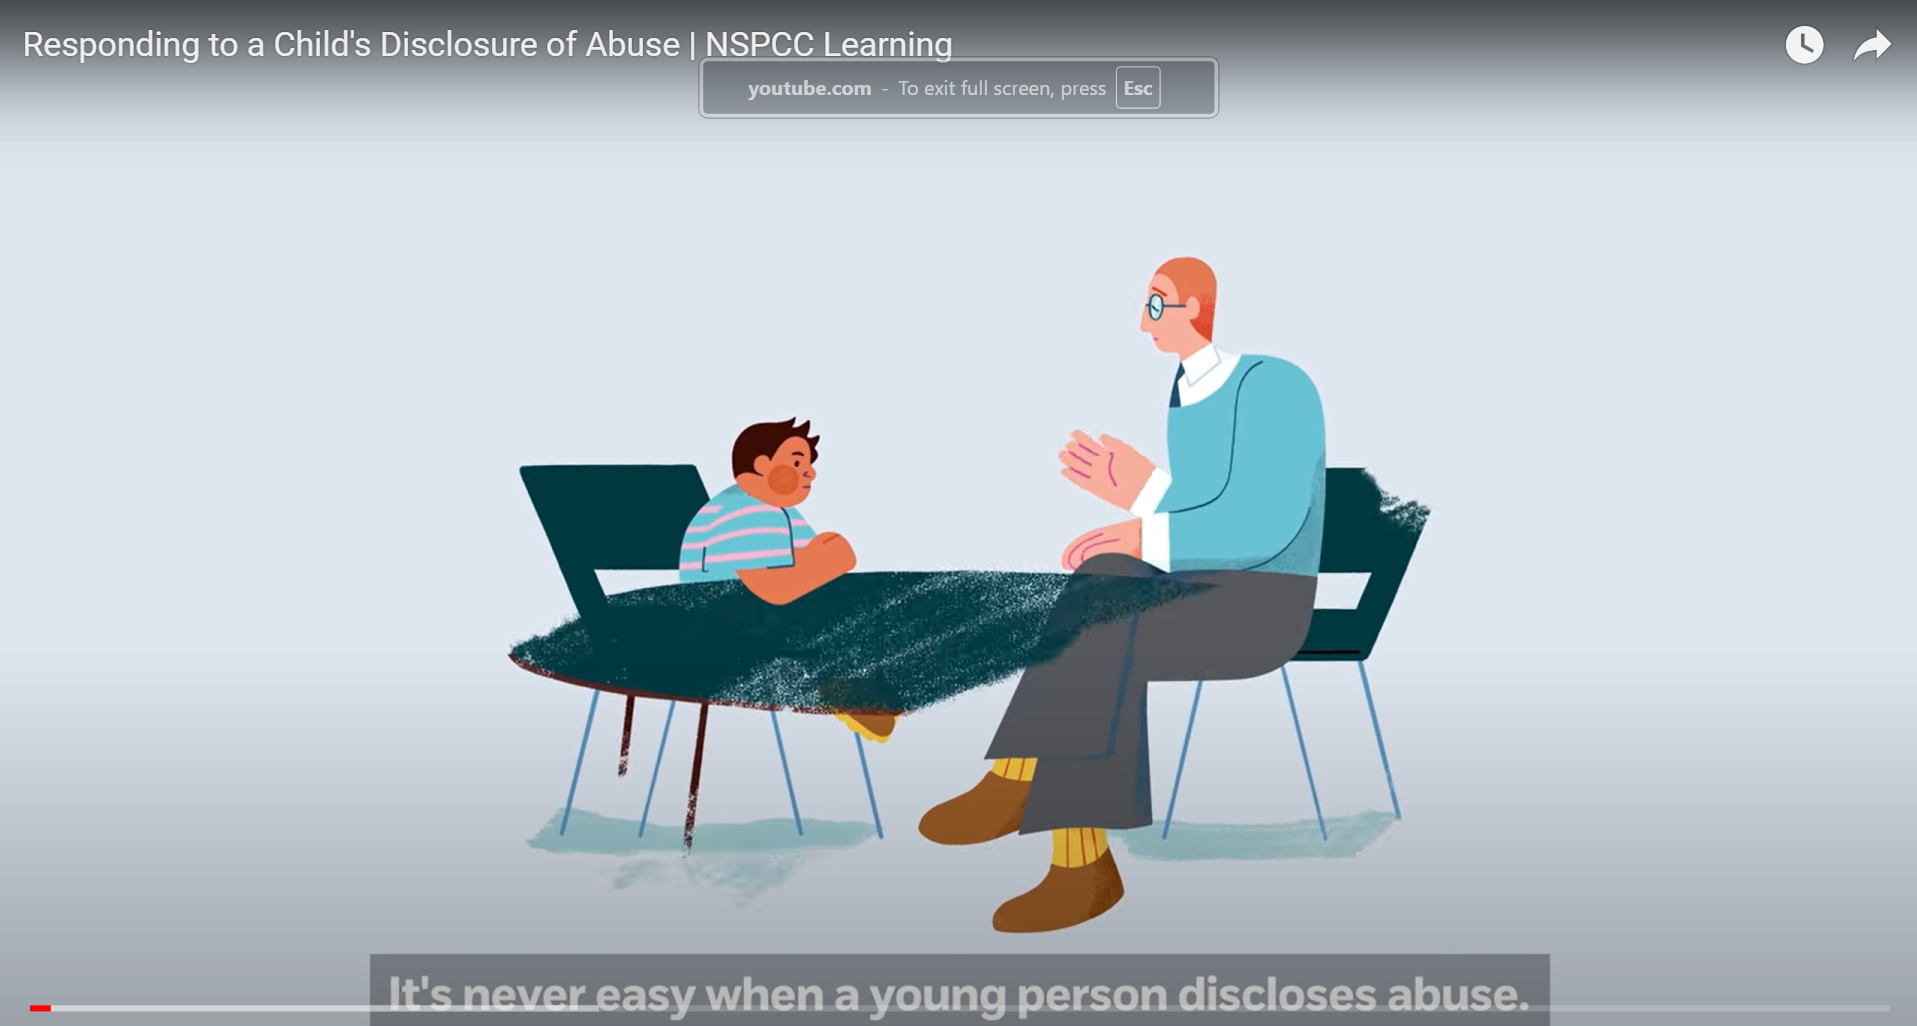 Responding to a Child's Disclosure of Abuse | NSPCC Learning
youtube.com - To exit full screen, press Esc
It's never easy when a young person discloses abuse.